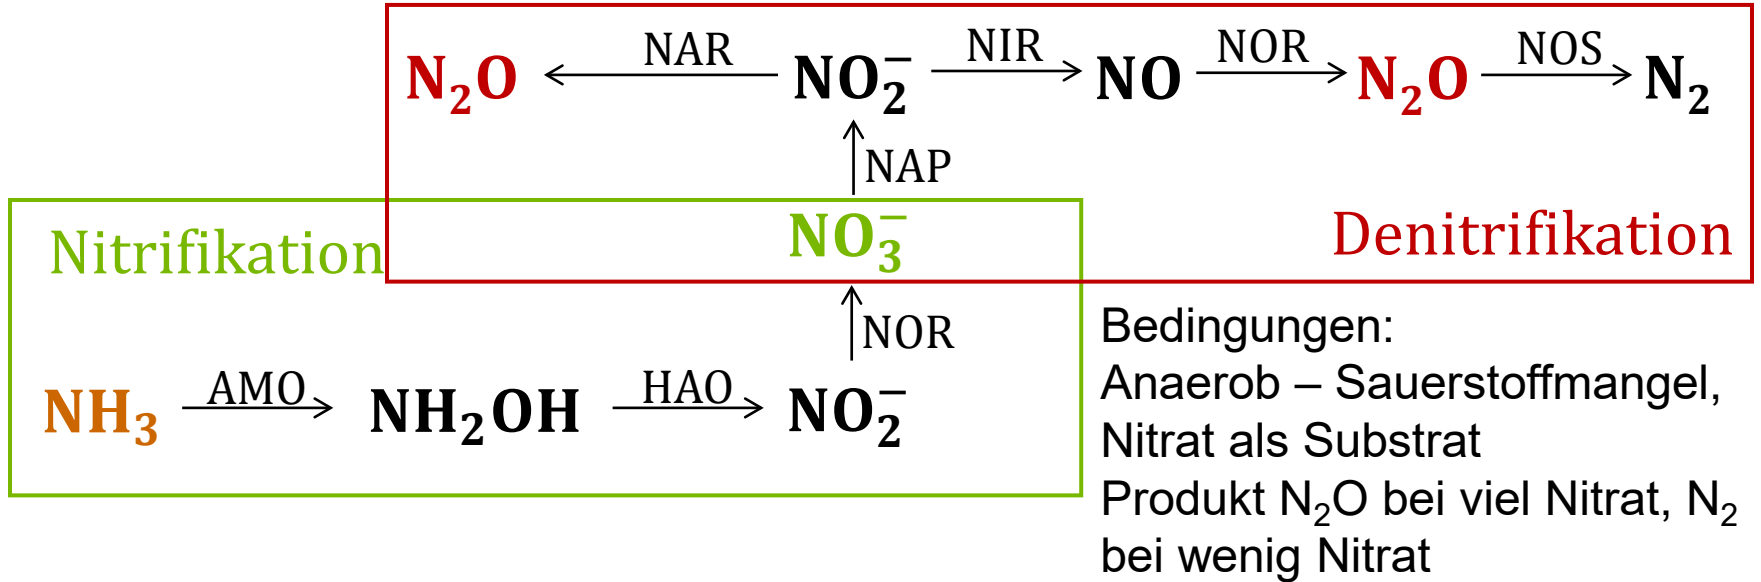 NAR NIR NOR NOS
N₂O NO₂⁻ NO N₂O N₂
NAP
Nitrifikation NO₃⁻ Denitrifikation
NOR
AMO HAO
NH₃ NH₂OH NO₂⁻
Bedingungen:
Anaerob – Sauerstoffmangel,
Nitrat als Substrat
Produkt N₂O bei viel Nitrat, N₂
bei wenig Nitrat